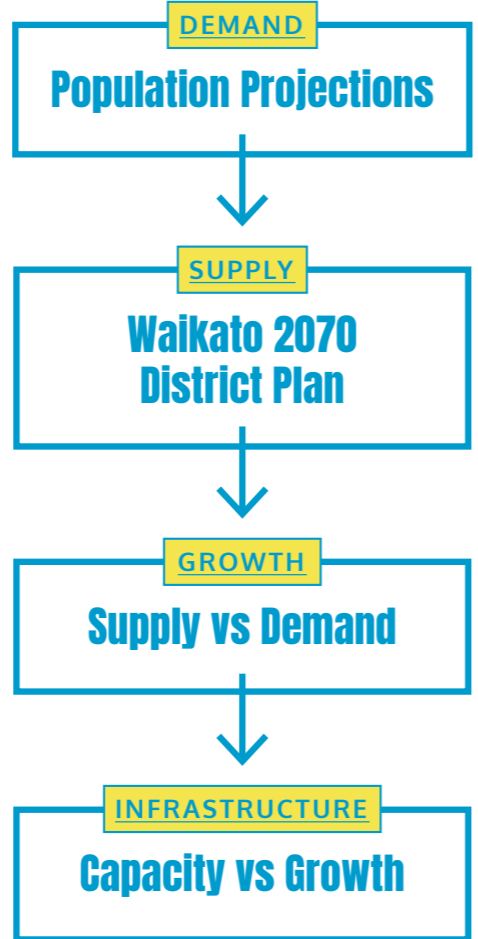 DEMAND
Population Projections
SUPPLY
Waikato 2070
District Plan
GROWTH
Supply vs Demand
INFRASTRUCTURE
Capacity vs Growth